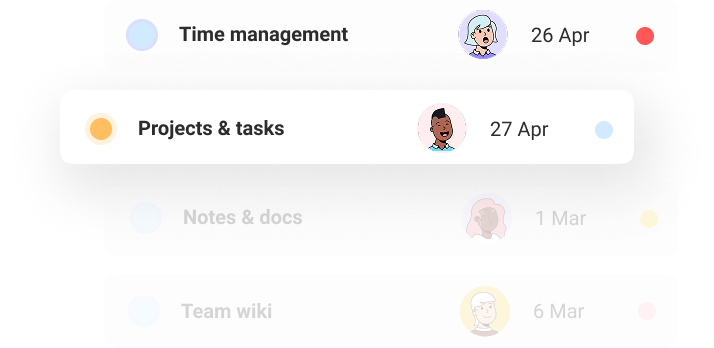 Time management 26 Apr
Projects & tasks 27 Apr
Notes & docs 1 Mar
Team wiki 6 Mar